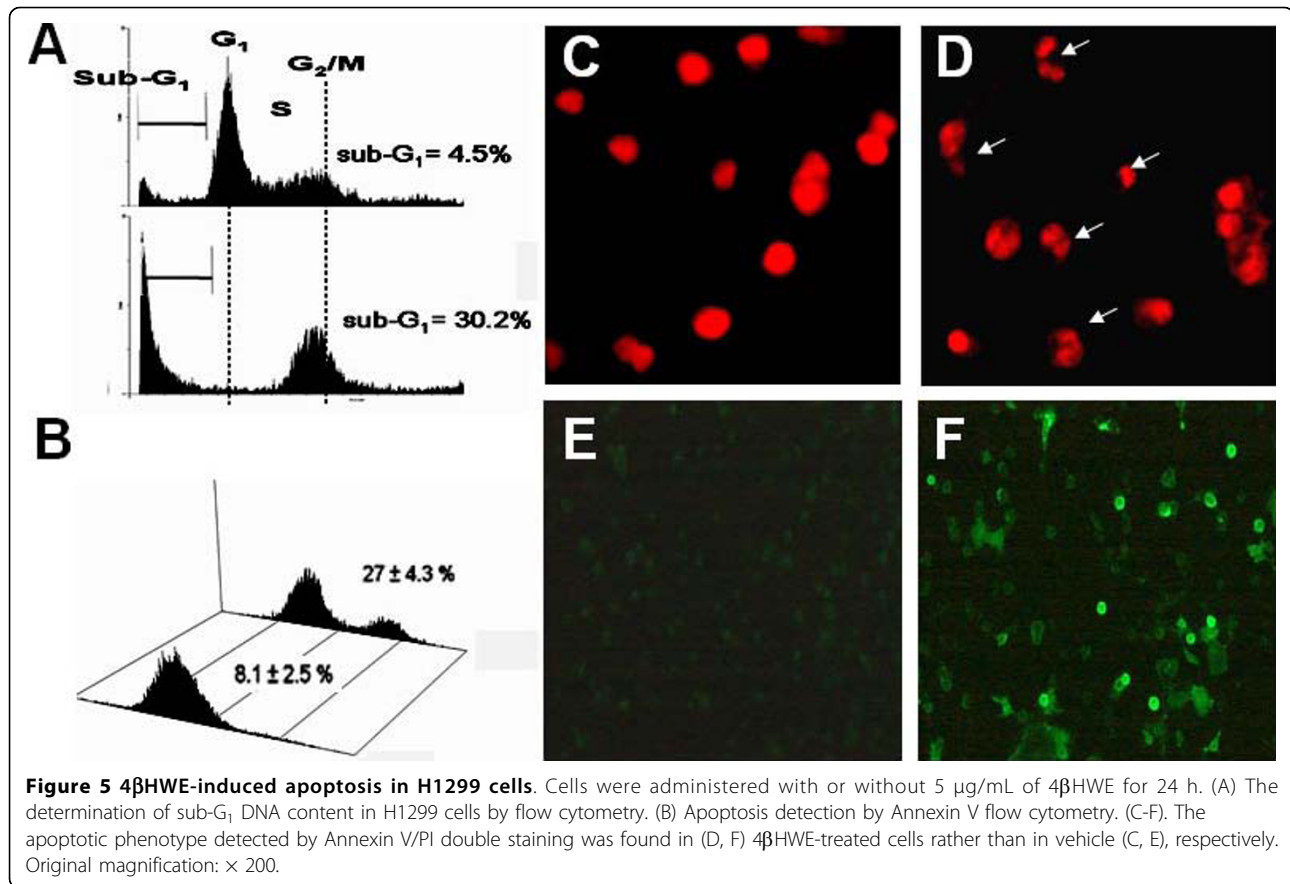 A
G₁
Sub-G₁
G₂/M
S
sub-G₁ = 4.5%
sub-G₁ = 30.2%
B
27 ± 4.3 %
8.1 ± 2.5 %
C
D
E
F
Figure 5 4βHWE-induced apoptosis in H1299 cells. Cells were administered with or without 5 μg/mL of 4βHWE for 24 h. (A) The
determination of sub-G₁ DNA content in H1299 cells by flow cytometry. (B) Apoptosis detection by Annexin V flow cytometry. (C-F). The
apoptotic phenotype detected by Annexin V/PI double staining was found in (D, F) 4βHWE-treated cells rather than in vehicle (C, E), respectively.
Original magnification: × 200.